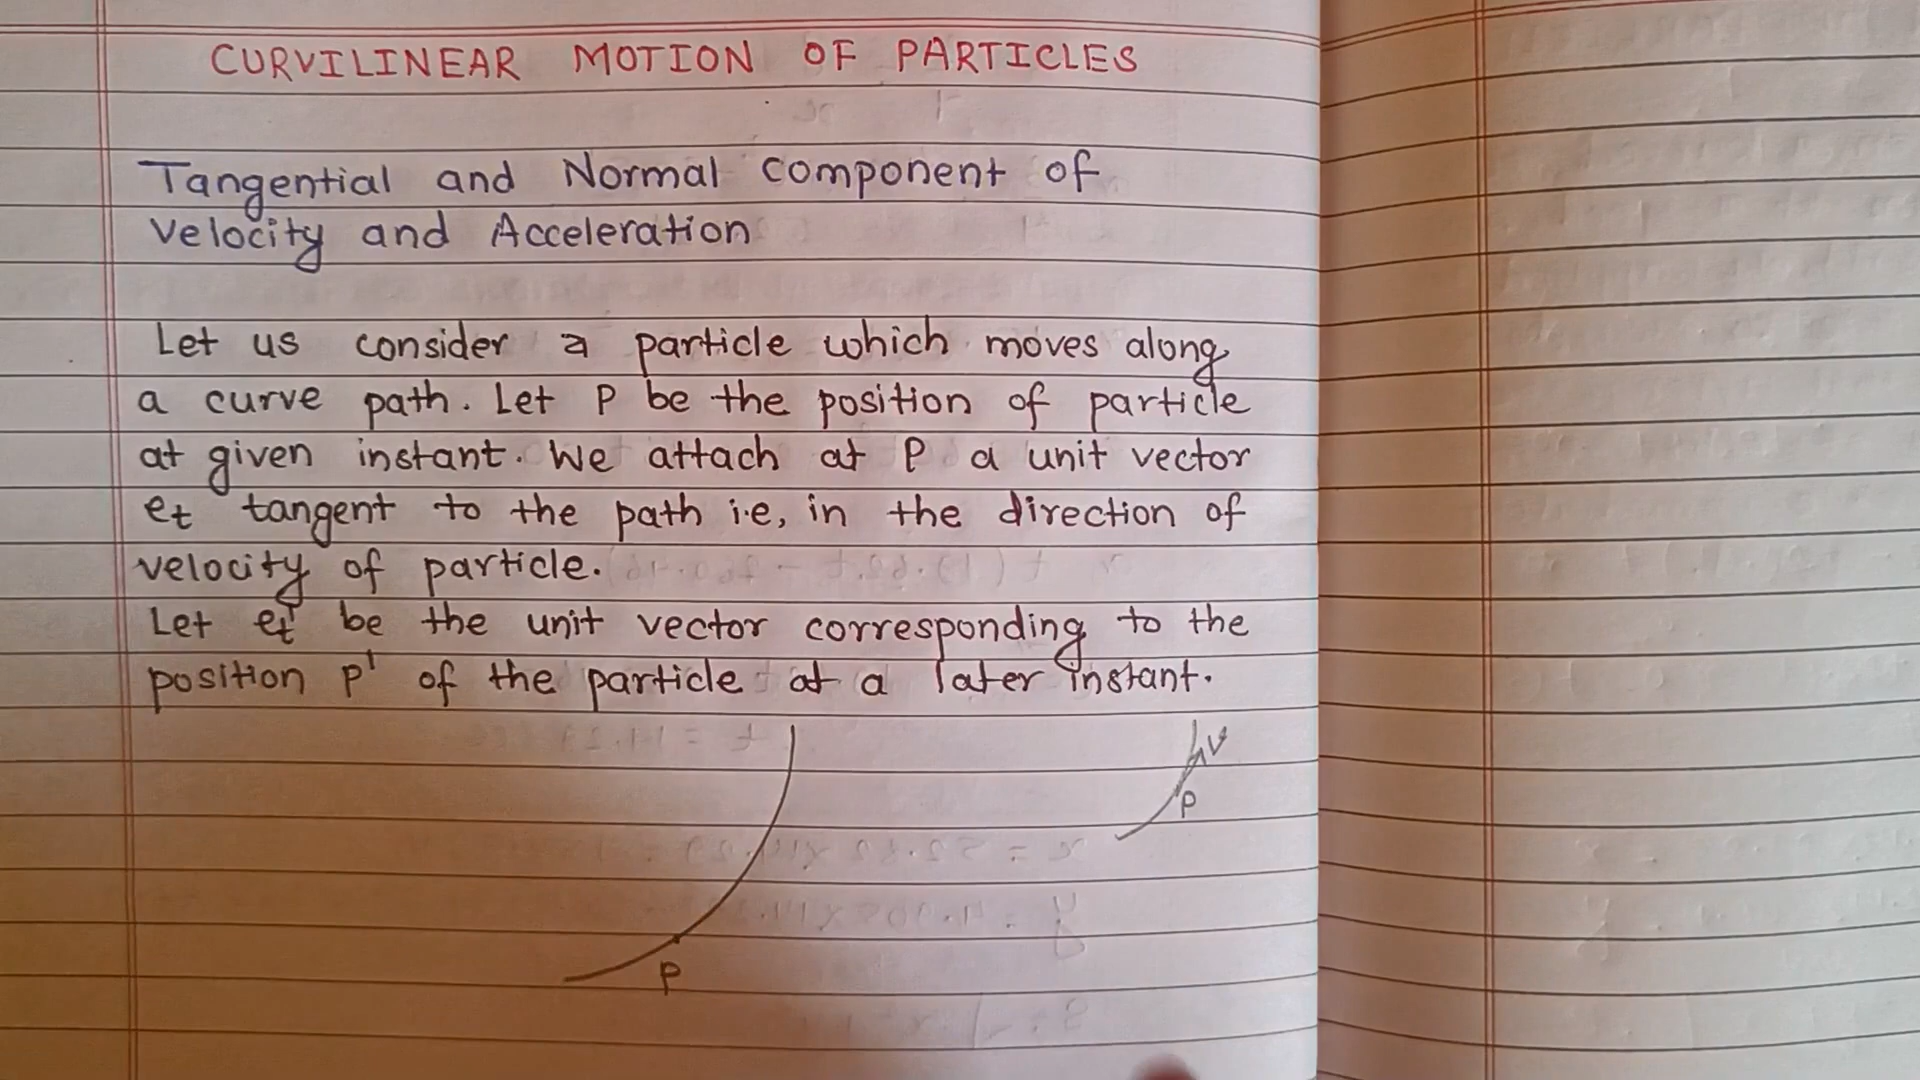 CURVILINEAR MOTION OF PARTICLES
Tangential and Normal component of
Velocity and Acceleration
Let us consider a particle which moves along
a curve path. Let P be the position of particle
at given instant. We attach at P a unit vector
et tangent to the path i.e, in the direction of
velocity of particle.
Let et' be the unit vector corresponding to the
position P' of the particle at a later instant.
v
P
P